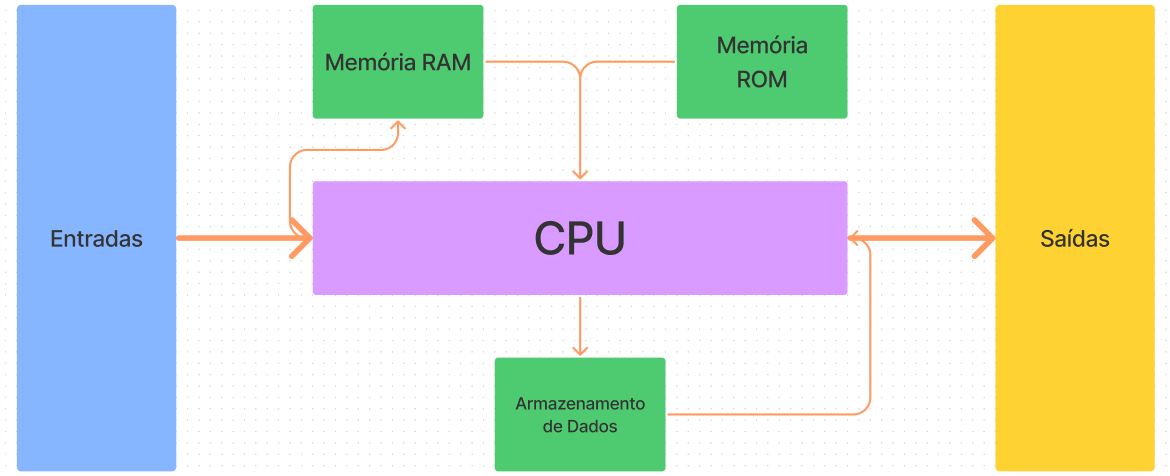 Memória RAM
Memória
ROM
Entradas
CPU
Saídas
Armazenamento
de Dados